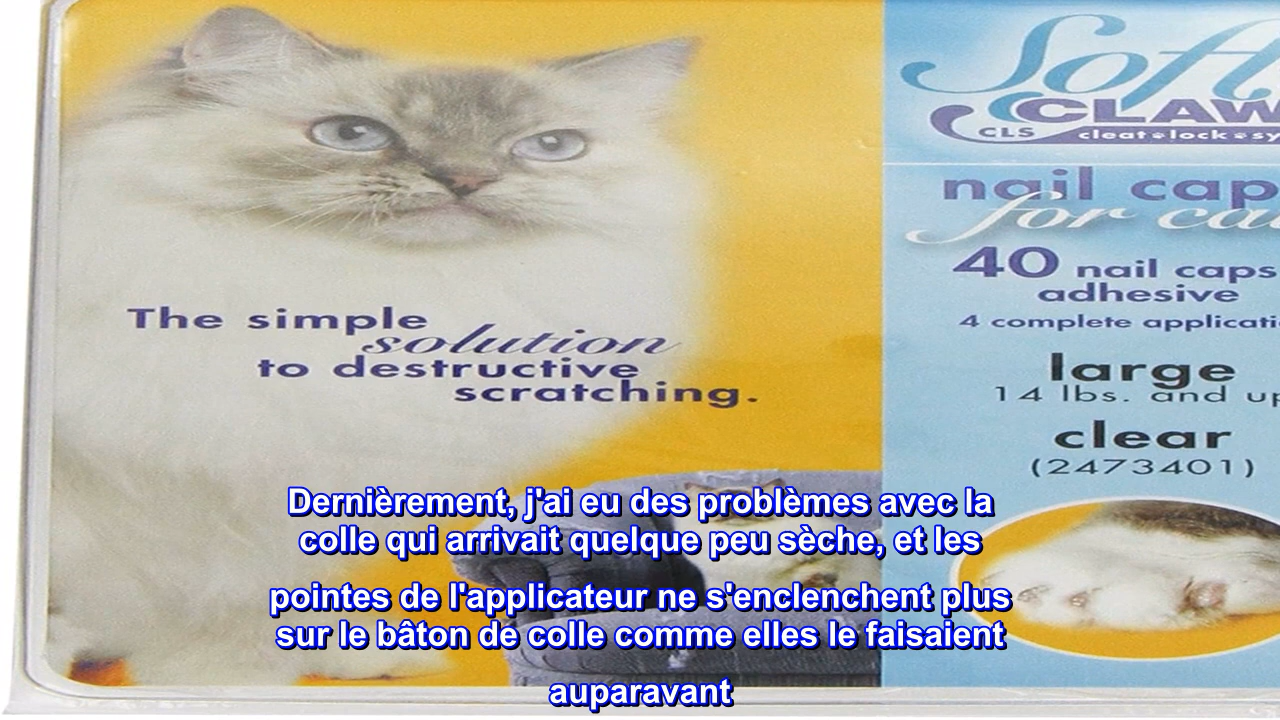 The simple
solution
to destructive
scratching.
Soft
CLAW
CLS cleat lock sy
nail cap
for ca
40 nail caps
adhesive
4 complete applicati
large
14 lbs. and up
clear
(2473401)
Dernièrement, j'ai eu des problèmes avec la
colle qui arrivait quelque peu sèche, et les
pointes de l'applicateur ne s'enclenchent plus
sur le bâton de colle comme elles le faisaient
auparavant